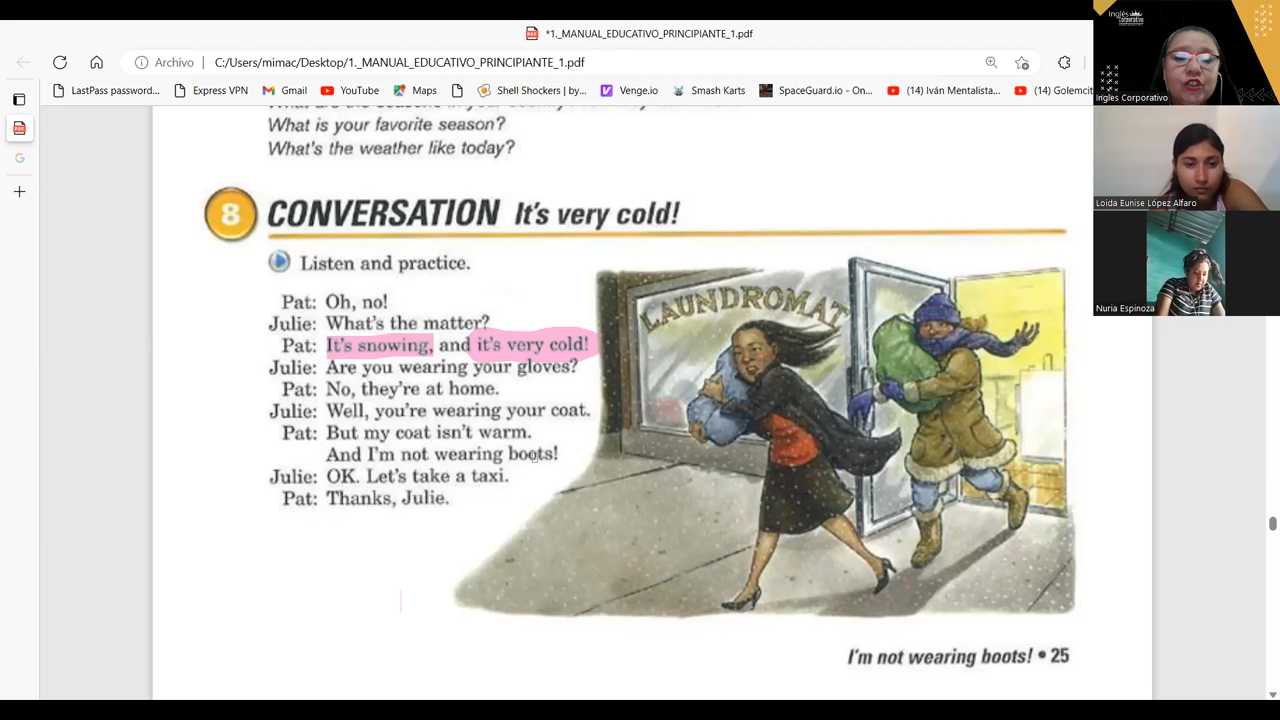 *1._MANUAL_EDUCATIVO_PRINCIPIANTE_1.pdf
Archivo
C:/Users/mimac/Desktop/1._MANUAL_EDUCATIVO_PRINCIPIANTE_1.pdf
LastPass password...
Express VPN
Gmail
YouTube
Maps
Shell Shockers | by...
Venge.io
Smash Karts
SpaceGuard.io - On...
(14) Iván Mentalista...
(14) Golemcit
What is your favorite season?
What's the weather like today?
8 CONVERSATION It's very cold!
Listen and practice.
Pat: Oh, no!
Julie: What's the matter?
Pat: It's snowing, and it's very cold!
Julie: Are you wearing your gloves?
Pat: No, they're at home.
Julie: Well, you're wearing your coat.
Pat: But my coat isn't warm.
And I'm not wearing boots!
Julie: OK. Let's take a taxi.
Pat: Thanks, Julie.
LAUNDROMAT
I'm not wearing boots! • 25
Inglés
Corporativo
Ingles Corporativo
Loida Eunise López Alfaro
Nuria Espinoza